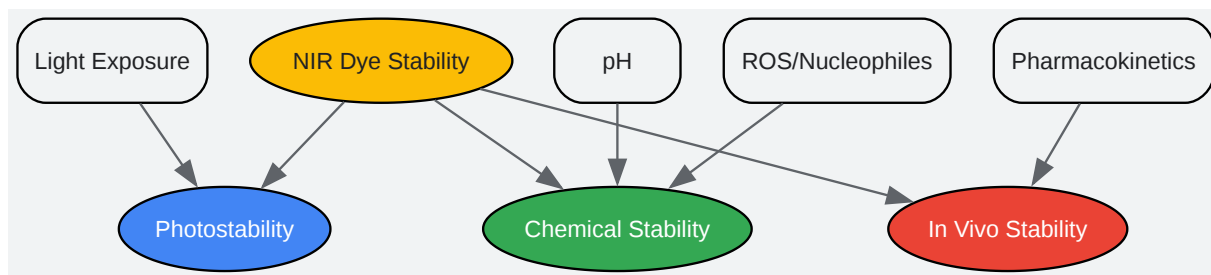 Light Exposure
NIR Dye Stability
pH
ROS/Nucleophiles
Pharmacokinetics
Photostability
Chemical Stability
In Vivo Stability